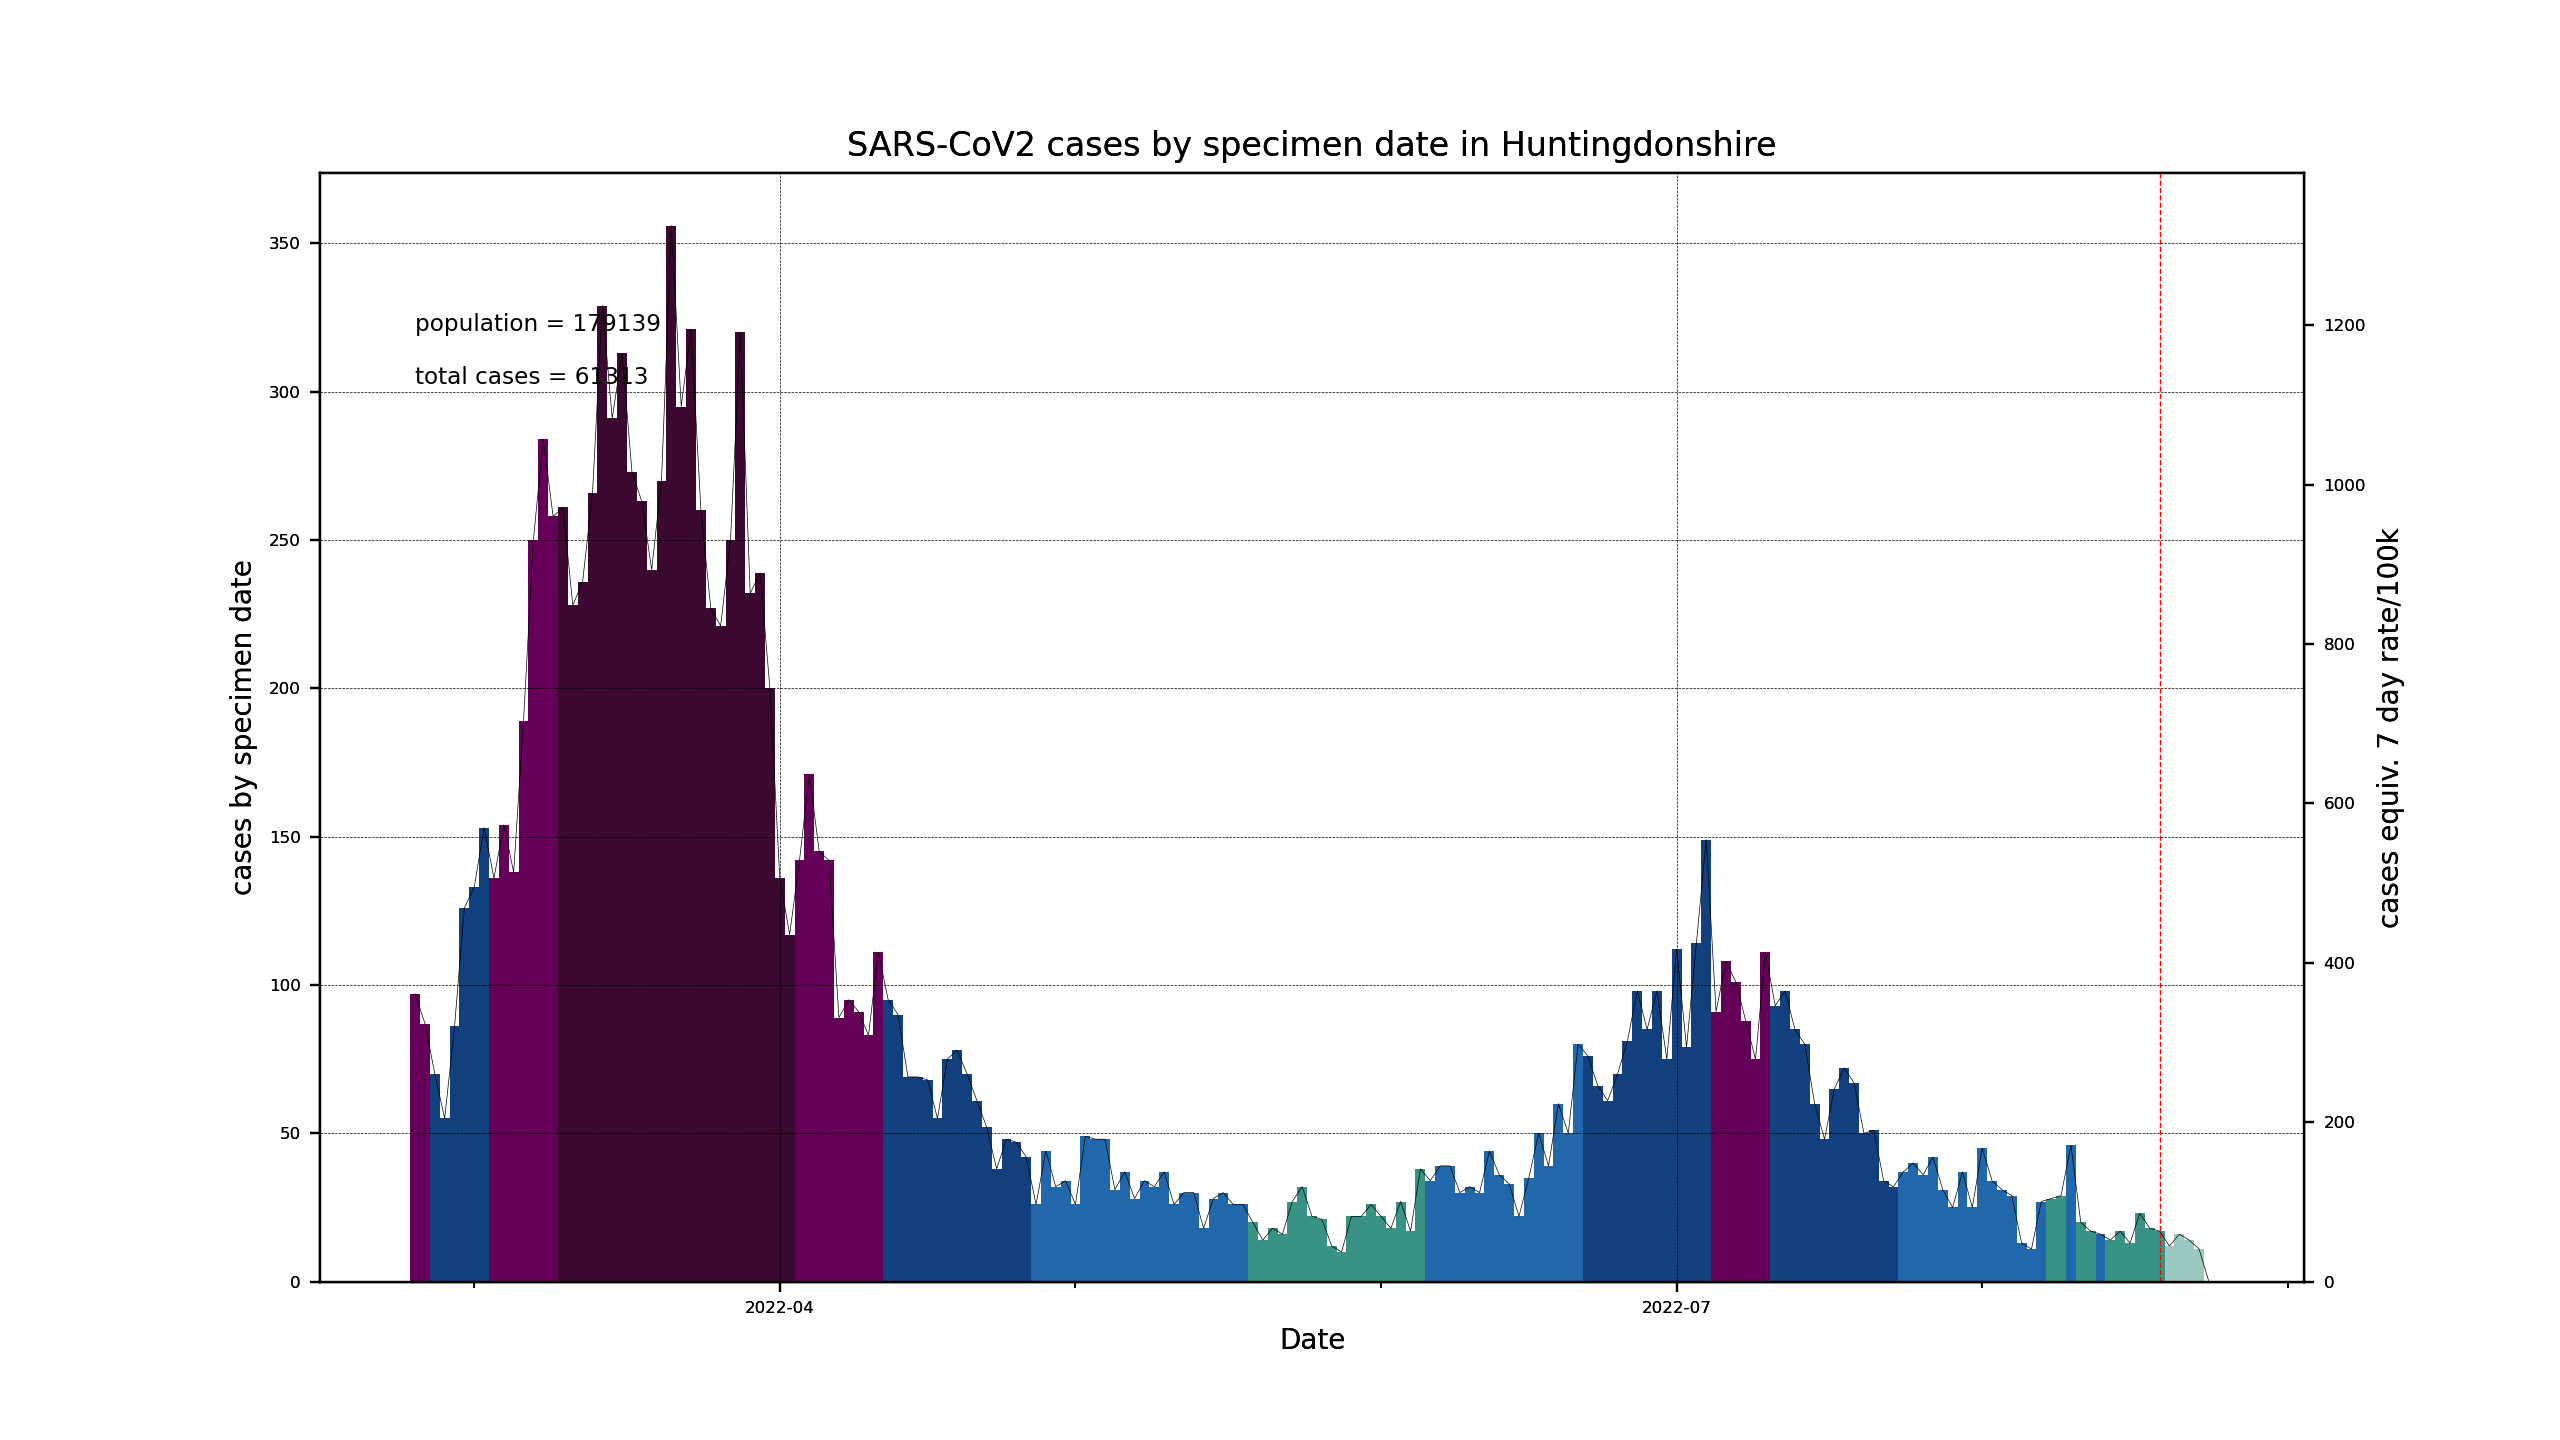 SARS-CoV2 cases by specimen date in Huntingdonshire
population = 179139
total cases = 61313
cases by specimen date
350
300
250
200
150
100
50
0
1200
1000
800
600
400
200
0
cases equiv. 7 day rate/100k
2022-04
2022-07
Date